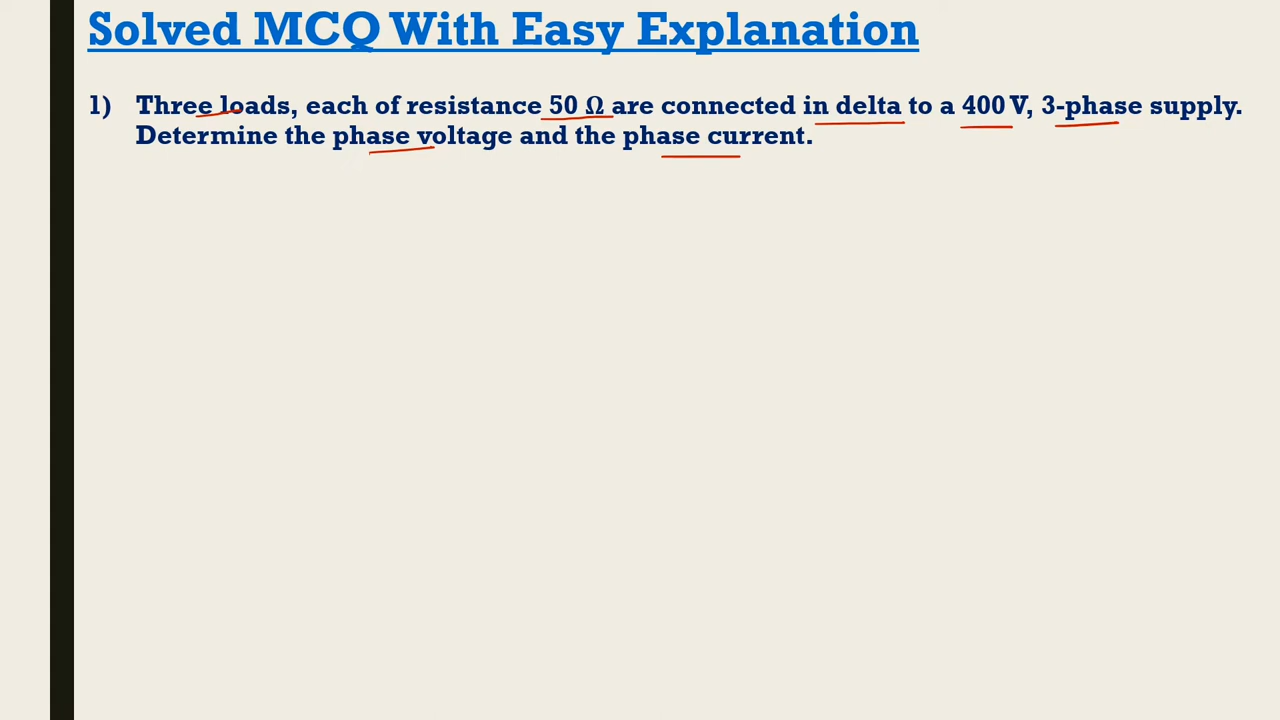 Solved MCQ With Easy Explanation
1) Three loads, each of resistance 50 Ω are connected in delta to a 400 V, 3-phase supply.
Determine the phase voltage and the phase current.